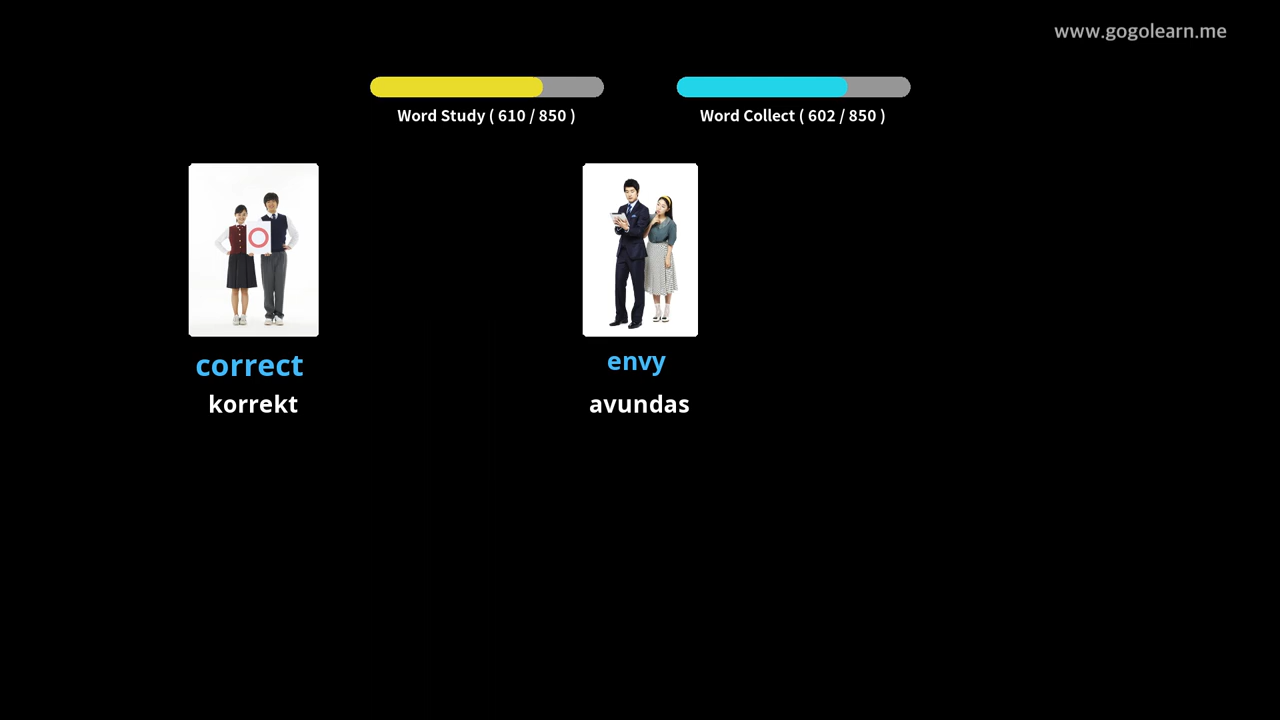 www.gogolearn.me
Word Study ( 610 / 850 )
Word Collect ( 602 / 850 )
correct
korrekt
envy
avundas